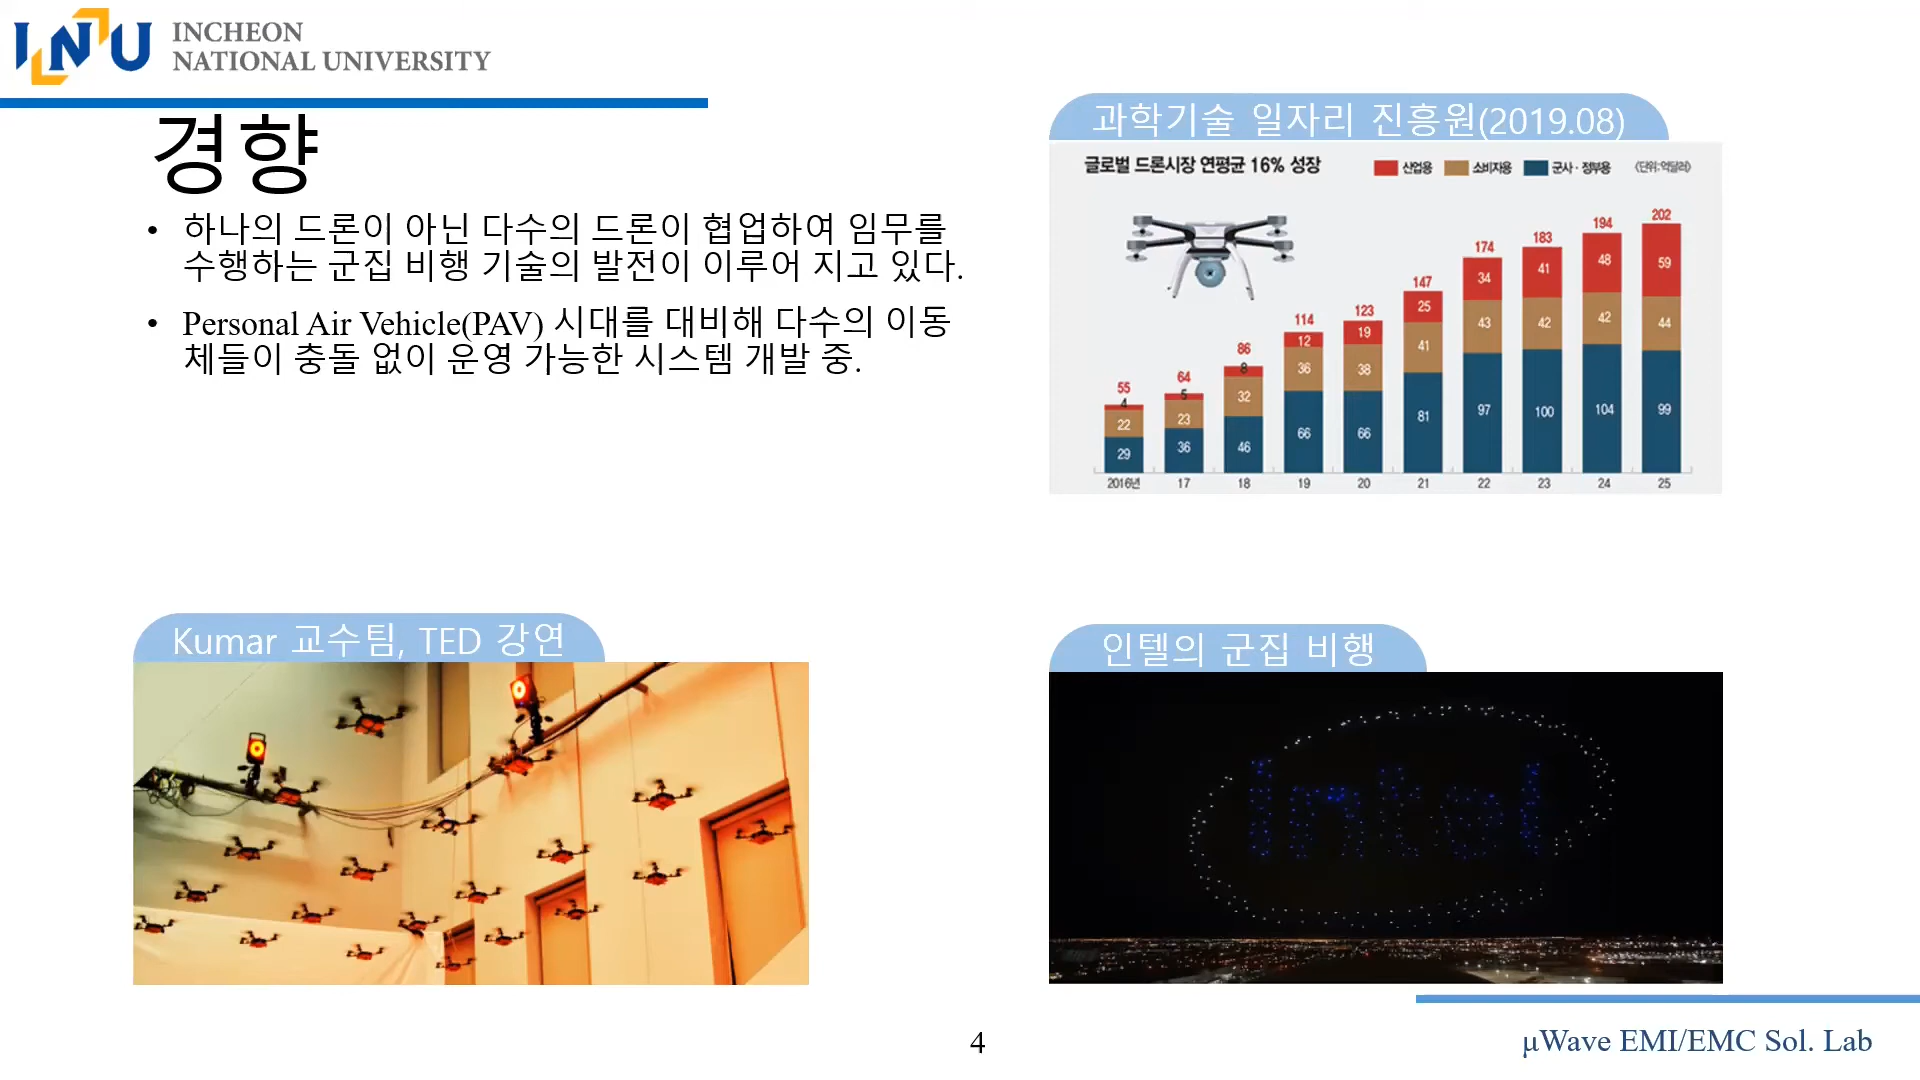 INCHEON
NATIONAL UNIVERSITY
경향
• 하나의 드론이 아닌 다수의 드론이 협업하여 임무를
수행하는 군집 비행 기술의 발전이 이루어 지고 있다.
• Personal Air Vehicle(PAV) 시대를 대비해 다수의 이동
체들이 충돌 없이 운영 가능한 시스템 개발 중.
과학기술 일자리 진흥원(2019.08)
글로벌 드론시장 연평균 16% 성장
산업용 소비자용 군사·정부용 (단위:억달러)
55 64 86 114 123 147 174 183 194 202
4 5 8 12 19 25 34 41 48 59
22 23 32 36 38 41 43 42 42 44
29 36 46 66 66 81 97 100 104 99
2016년 17 18 19 20 21 22 23 24 25
Kumar 교수팀, TED 강연
인텔의 군집 비행
intel
4
μWave EMI/EMC Sol. Lab